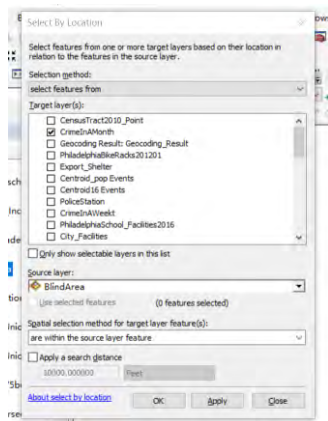 Select By Location
Select features from one or more target layers based on their location in
relation to the features in the source layer.
Selection method:
select features from
Target layer(s):
CensusTract2010_Point
CrimeInAMonth
Geocoding Result: Geocoding_Result
PhiladelphiaBikeRacks201201
Export_Shelter
Centroid_pop Events
Centroid16 Events
PoliceStation
CrimeInAWeekt
PhiladelphiaSchool_Facilities2016
City_Facilities
Only show selectable layers in this list
Source layer:
BlindArea
Use selected features (0 features selected)
Spatial selection method for target layer feature(s):
are within the source layer feature
Apply a search distance
10000.000000 Feet
About select by location OK Apply Close